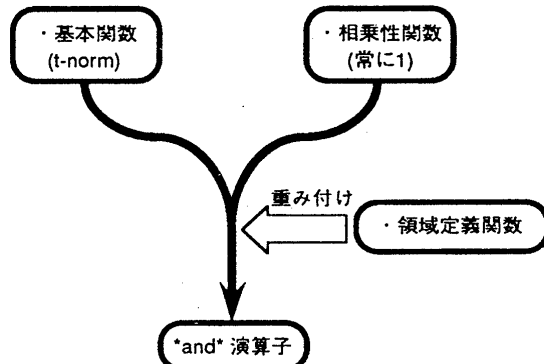 ・基本関数
(t-norm)
・相乗性関数
(常に1)
重み付け
・領域定義関数
*and* 演算子